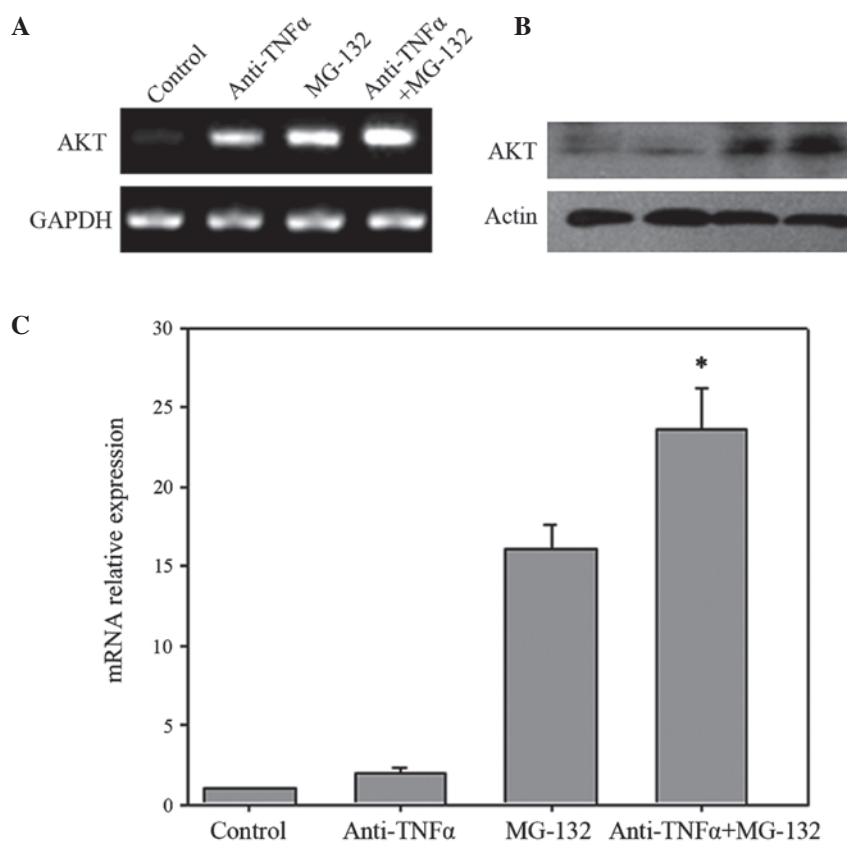 A
Control
Anti-TNFα
MG-132
Anti-TNFα
+MG-132
AKT
GAPDH
B
AKT
Actin
C
mRNA relative expression
30
25
20
15
10
5
0
*
Control
Anti-TNFα
MG-132
Anti-TNFα+MG-132